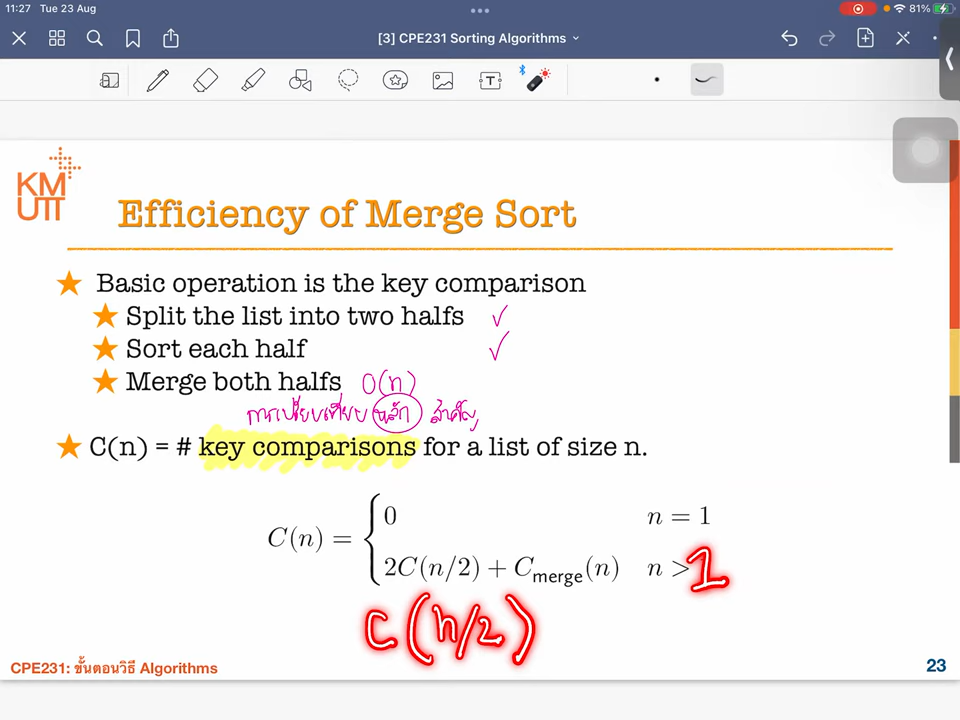 11:27 Tue 23 Aug
81%
[3] CPE231 Sorting Algorithms
T
KM
UTT
Efficiency of Merge Sort
Basic operation is the key comparison
Split the list into two halfs ✓
Sort each half ✓
Merge both halfs O(n)
การเปรียบเทียบ หลัก สำคัญ
C(n) = # key comparisons for a list of size n.
C(n) = { 0 n = 1
2C(n/2) + Cmerge(n) n > 1
C(n/2)
CPE231: ขั้นตอนวิธี Algorithms
23